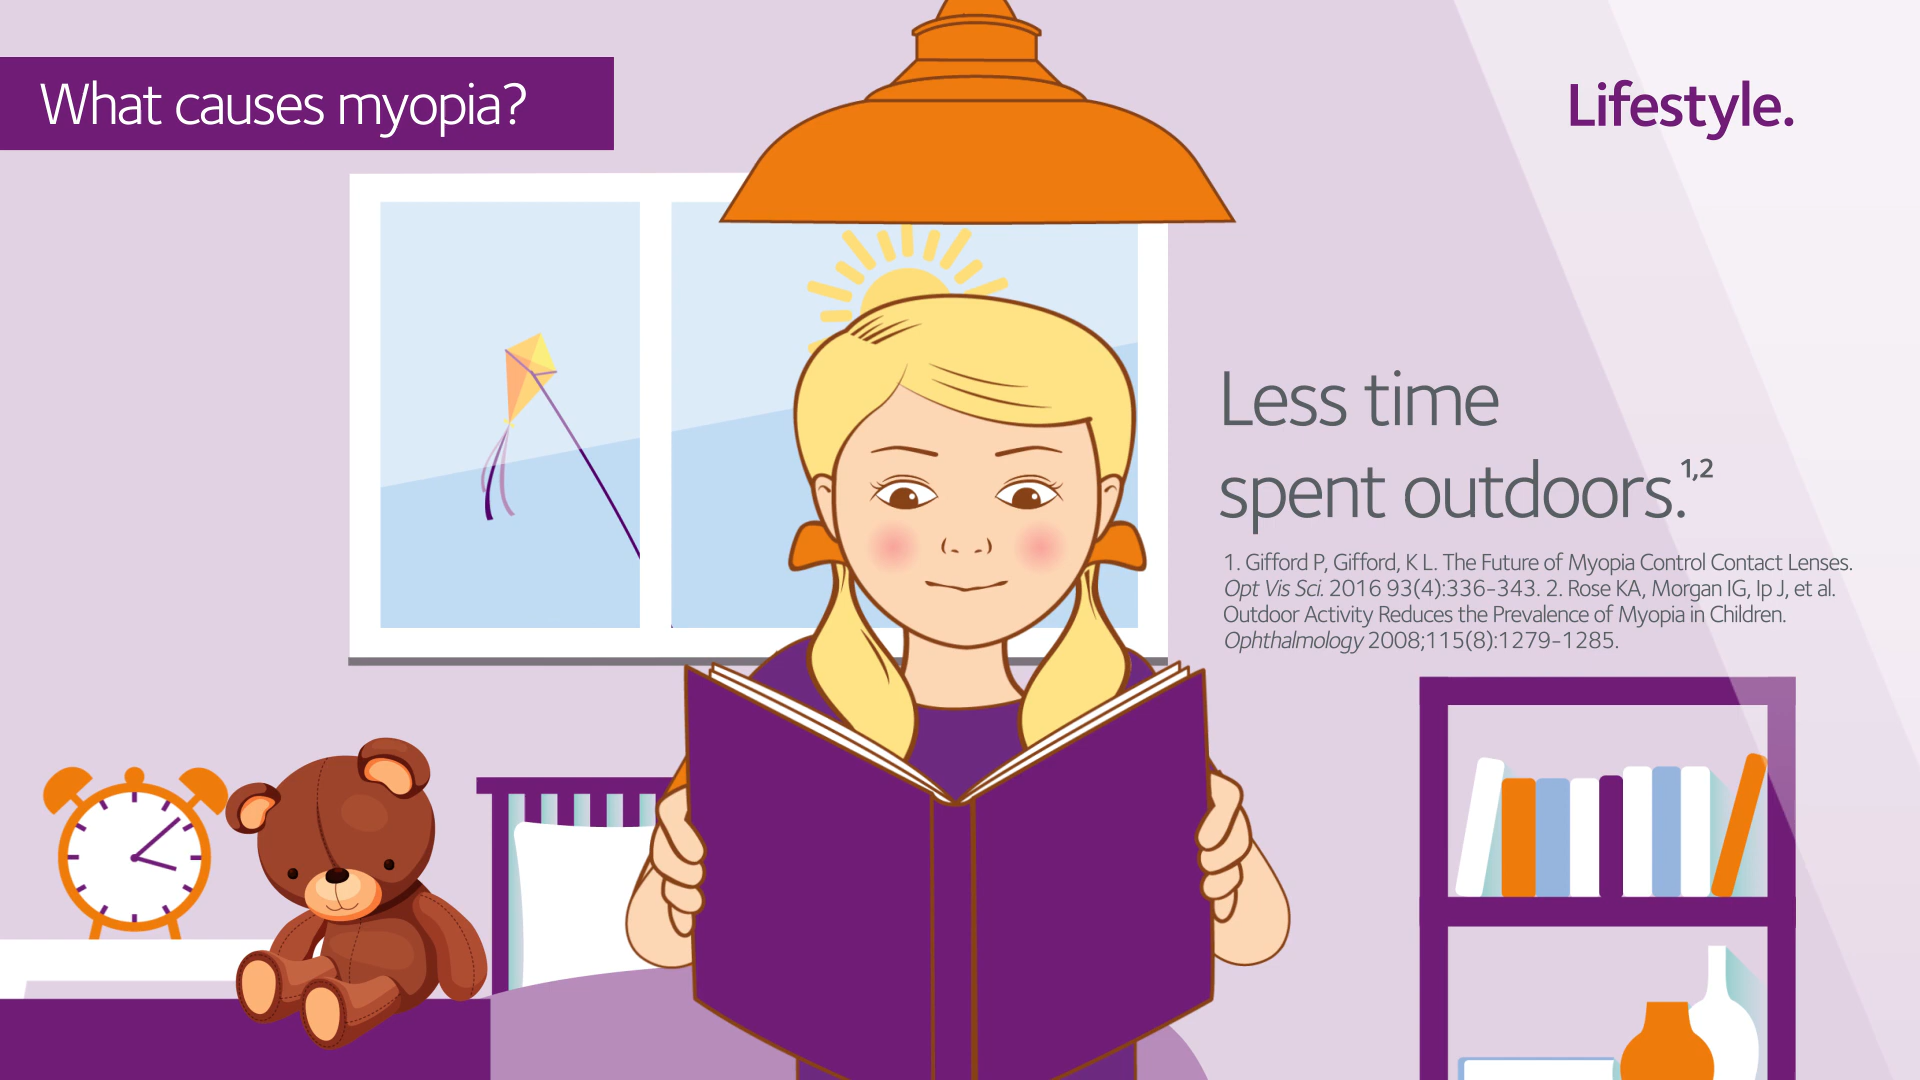 What causes myopia?
Lifestyle.
Less time
spent outdoors.1,2
1. Gifford P, Gifford, K L. The Future of Myopia Control Contact Lenses.
Opt Vis Sci. 2016 93(4):336-343. 2. Rose KA, Morgan IG, Ip J, et al.
Outdoor Activity Reduces the Prevalence of Myopia in Children.
Ophthalmology 2008;115(8):1279-1285.